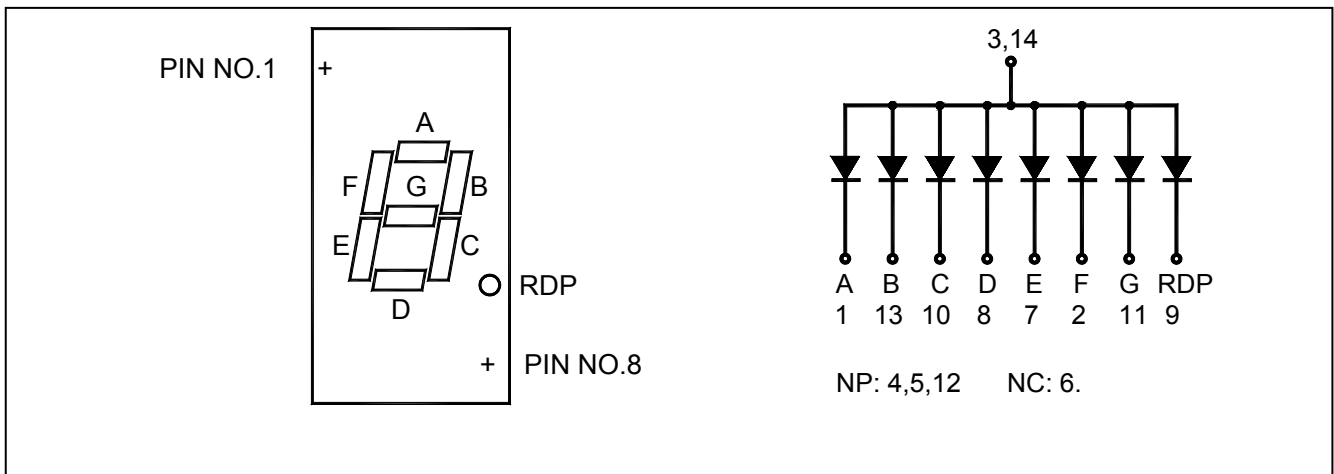 PIN NO.1
+
A
F
G
B
E
C
D
RDP
+
PIN NO.8
3,14
A B C D E F G RDP
1 13 10 8 7 2 11 9
NP: 4,5,12 NC: 6.